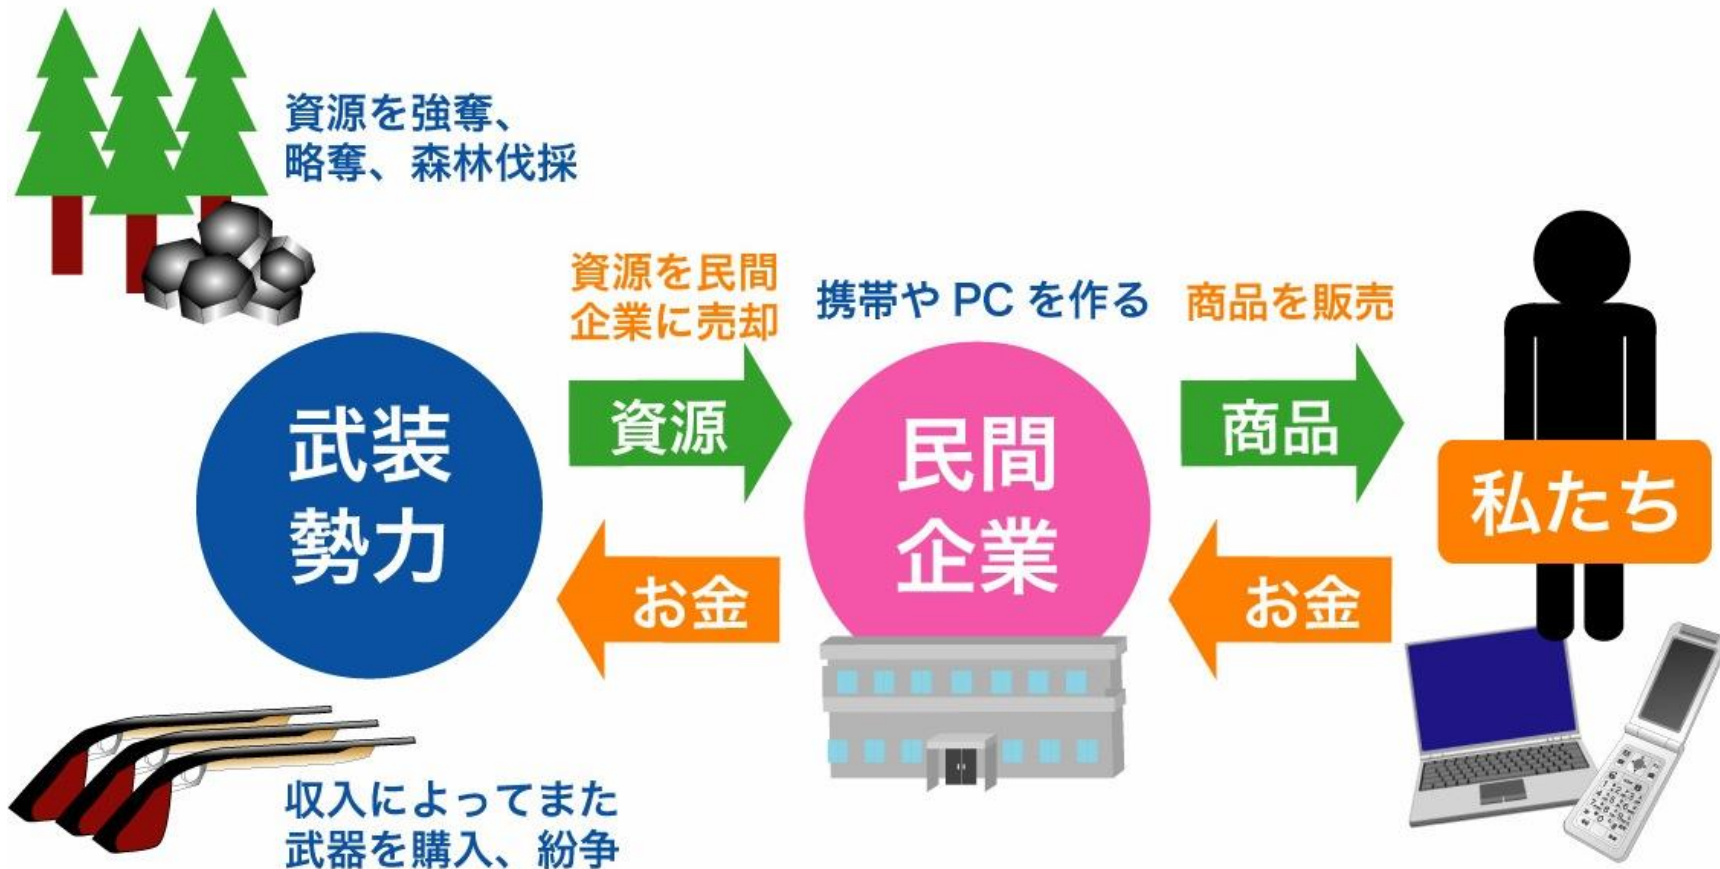 資源を強奪、
略奪、森林伐採
資源を民間
企業に売却
携帯や PC を作る
商品を販売
武装
勢力
資源
民間
企業
商品
私たち
お金
お金
収入によってまた
武器を購入、紛争